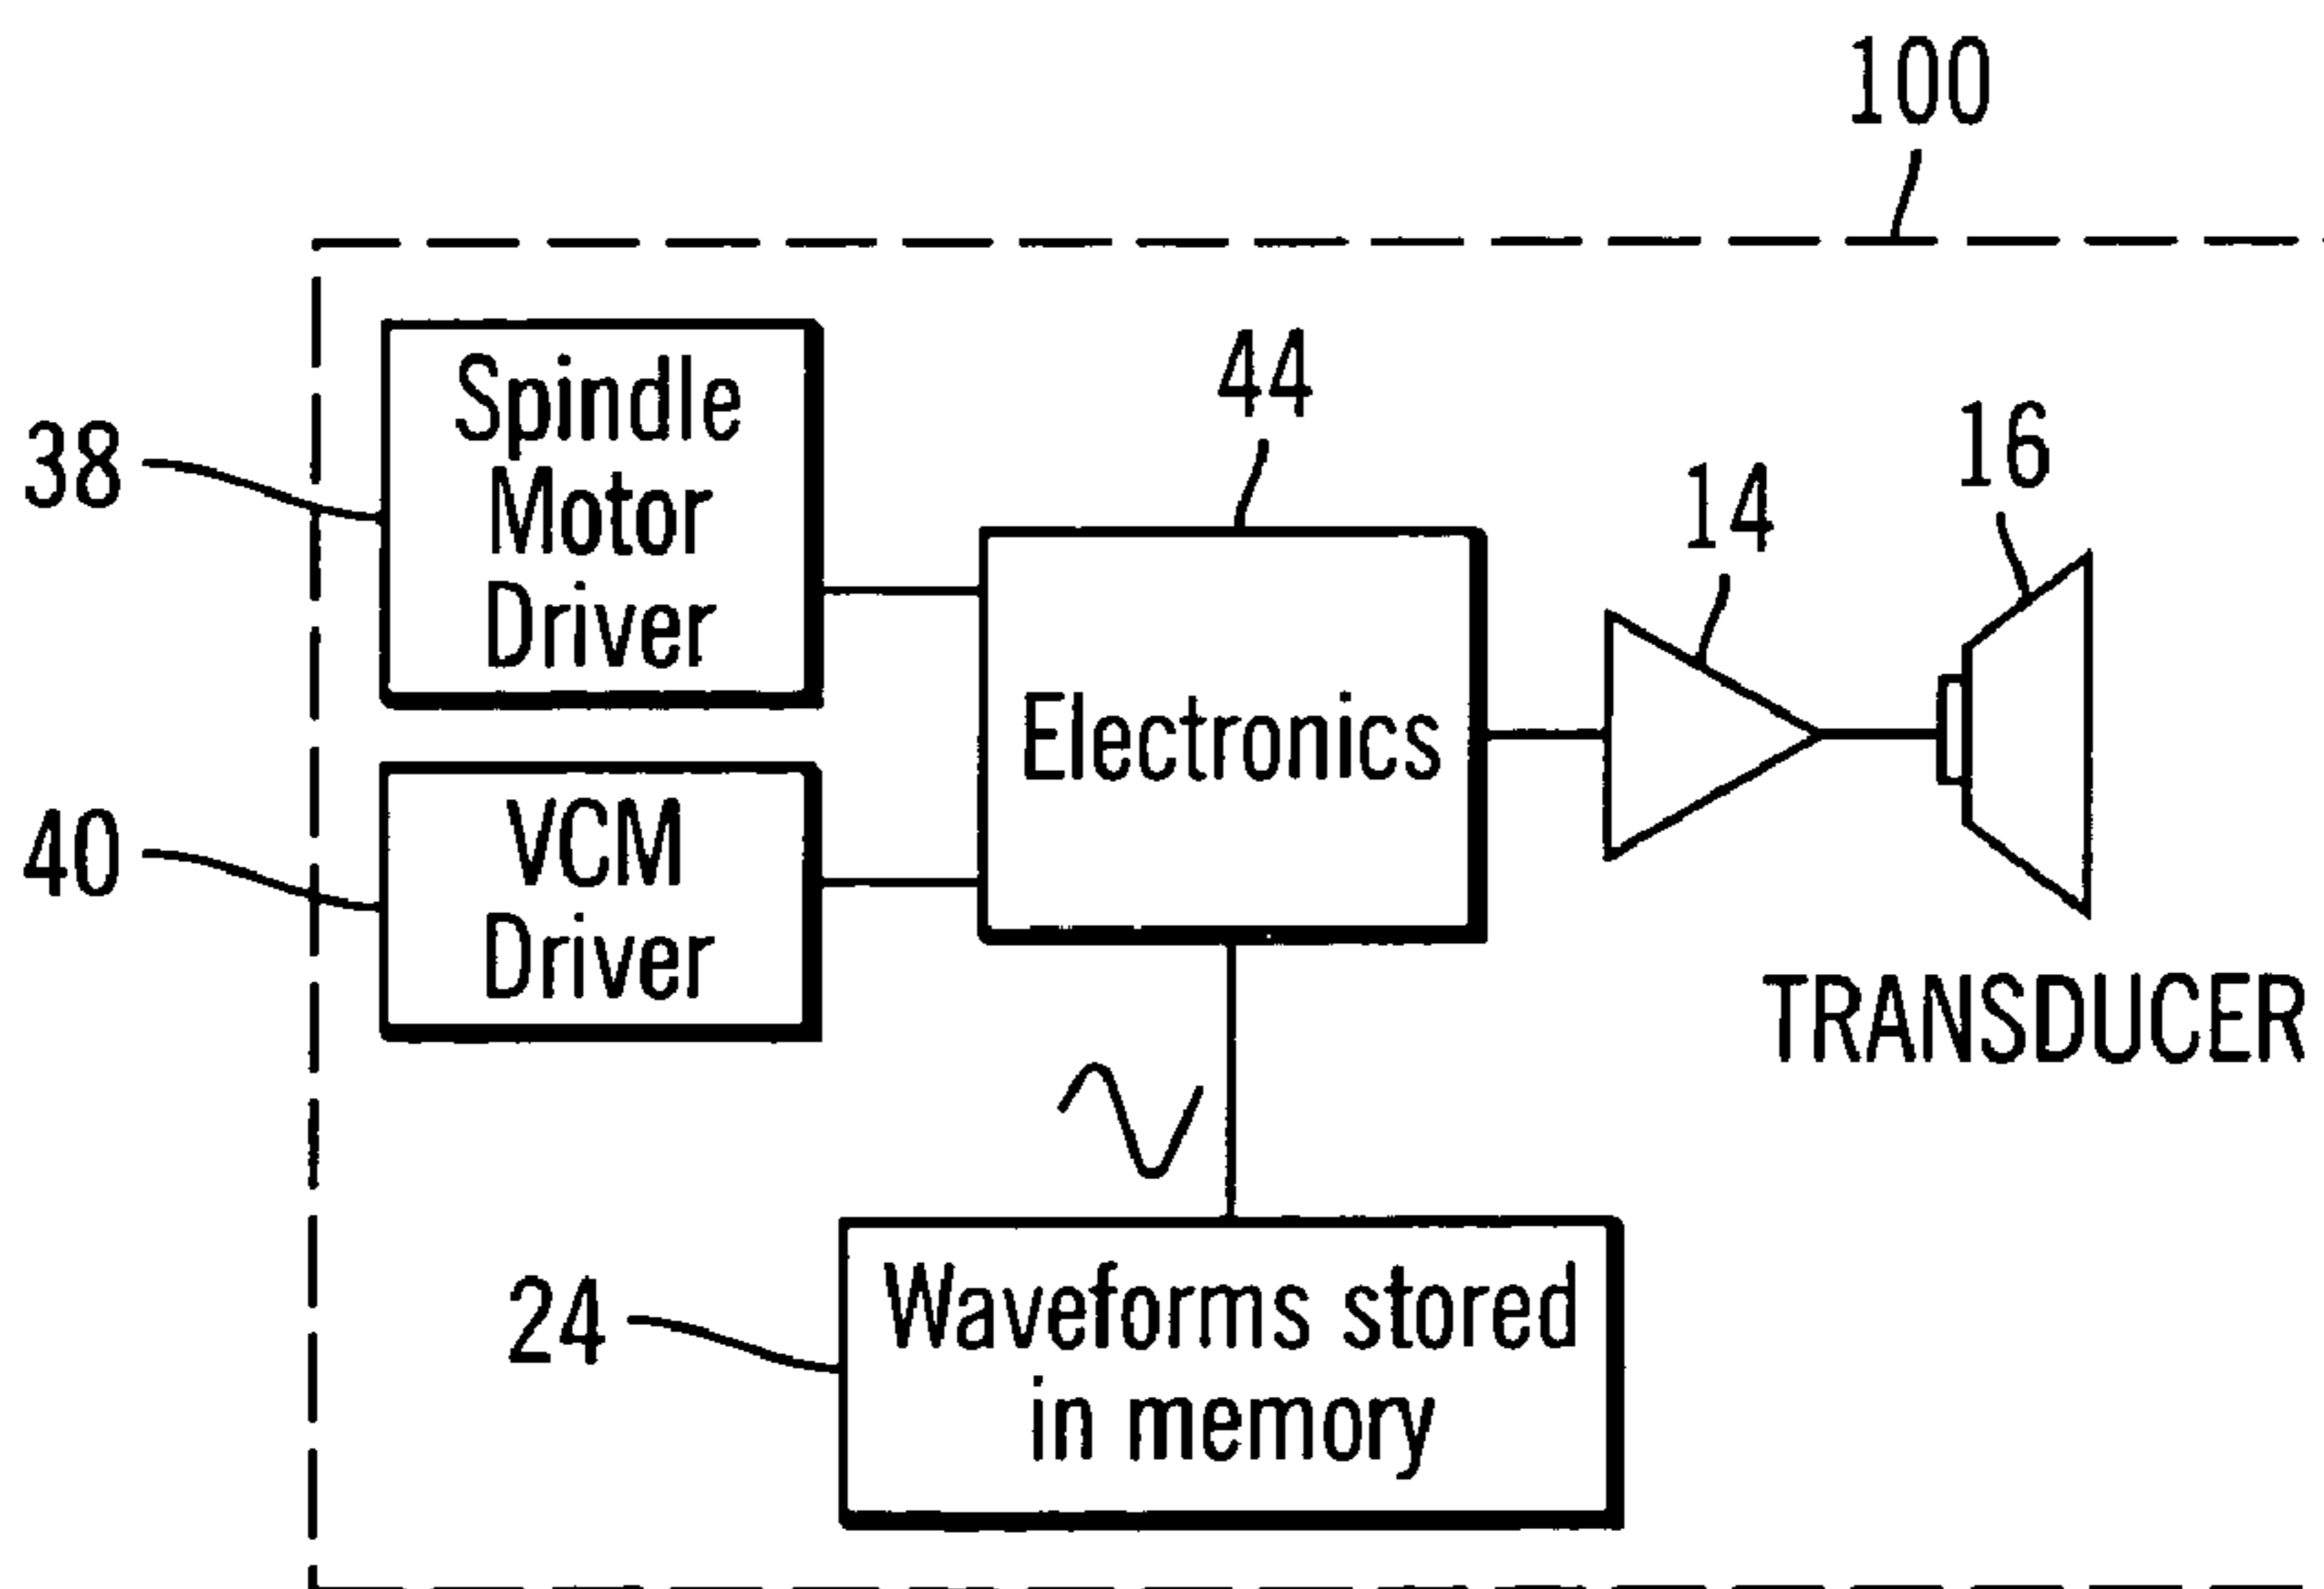 100
38
Spindle
Motor
Driver
44
14
16
Electronics
40
VCM
Driver
TRANSDUCER
24
Waveforms stored
in memory